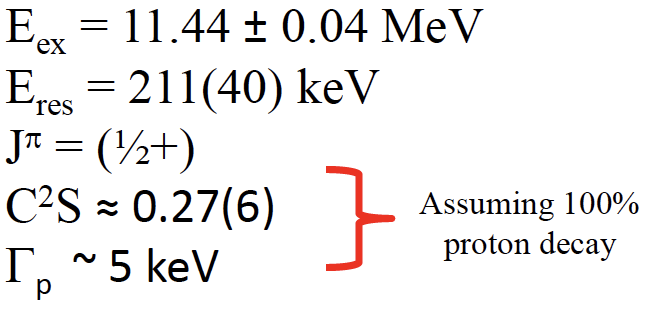 Eex = 11.44 ± 0.04 MeV
Eres = 211(40) keV
Jπ = (½+)
C²S ≈ 0.27(6)
Γp ~ 5 keV
Assuming 100%
proton decay